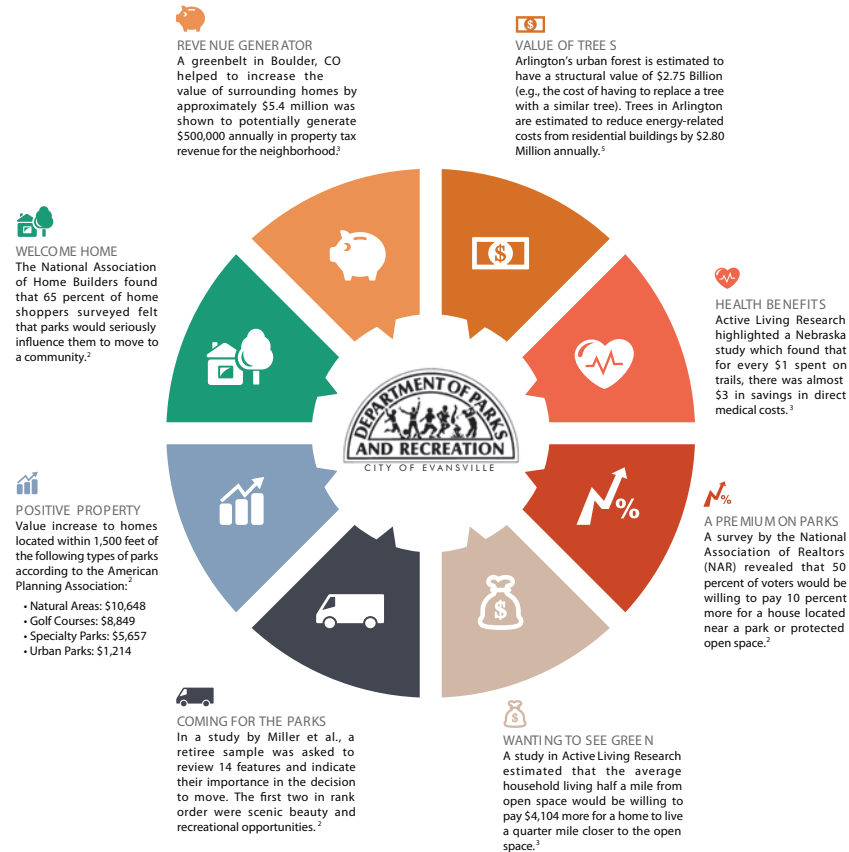 REVENUE GENERATOR
A greenbelt in Boulder, CO
helped to increase the
value of surrounding homes by
approximately $5.4 million was
shown to potentially generate
$500,000 annually in property tax
revenue for the neighborhood.3
VALUE OF TREES
Arlington's urban forest is estimated to
have a structural value of $2.75 Billion
(e.g., the cost of having to replace a tree
with a similar tree). Trees in Arlington
are estimated to reduce energy-related
costs from residential buildings by $2.80
Million annually.5
WELCOME HOME
The National Association
of Home Builders found
that 65 percent of home
shoppers surveyed felt
that parks would seriously
influence them to move to
a community.2
HEALTH BENEFITS
Active Living Research
highlighted a Nebraska
study which found that
for every $1 spent on
trails, there was almost
$3 in savings in direct
medical costs.3
DEPARTMENT OF PARKS
AND RECREATION
CITY OF EVANSVILLE
POSITIVE PROPERTY
Value increase to homes
located within 1,500 feet of
the following types of parks
according to the American
Planning Association:2
• Natural Areas: $10,648
• Golf Courses: $8,849
• Specialty Parks: $5,657
• Urban Parks: $1,214
%
%
A PREMIUM ON PARKS
A survey by the National
Association of Realtors
(NAR) revealed that 50
percent of voters would be
willing to pay 10 percent
more for a house located
near a park or protected
open space.2
COMING FOR THE PARKS
In a study by Miller et al., a
retiree sample was asked to
review 14 features and indicate
their importance in the decision
to move. The first two in rank
order were scenic beauty and
recreational opportunities.2
WANTING TO SEE GREEN
A study in Active Living Research
estimated that the average
household living half a mile from
open space would be willing to
pay $4,104 more for a home to live
a quarter mile closer to the open
space.3